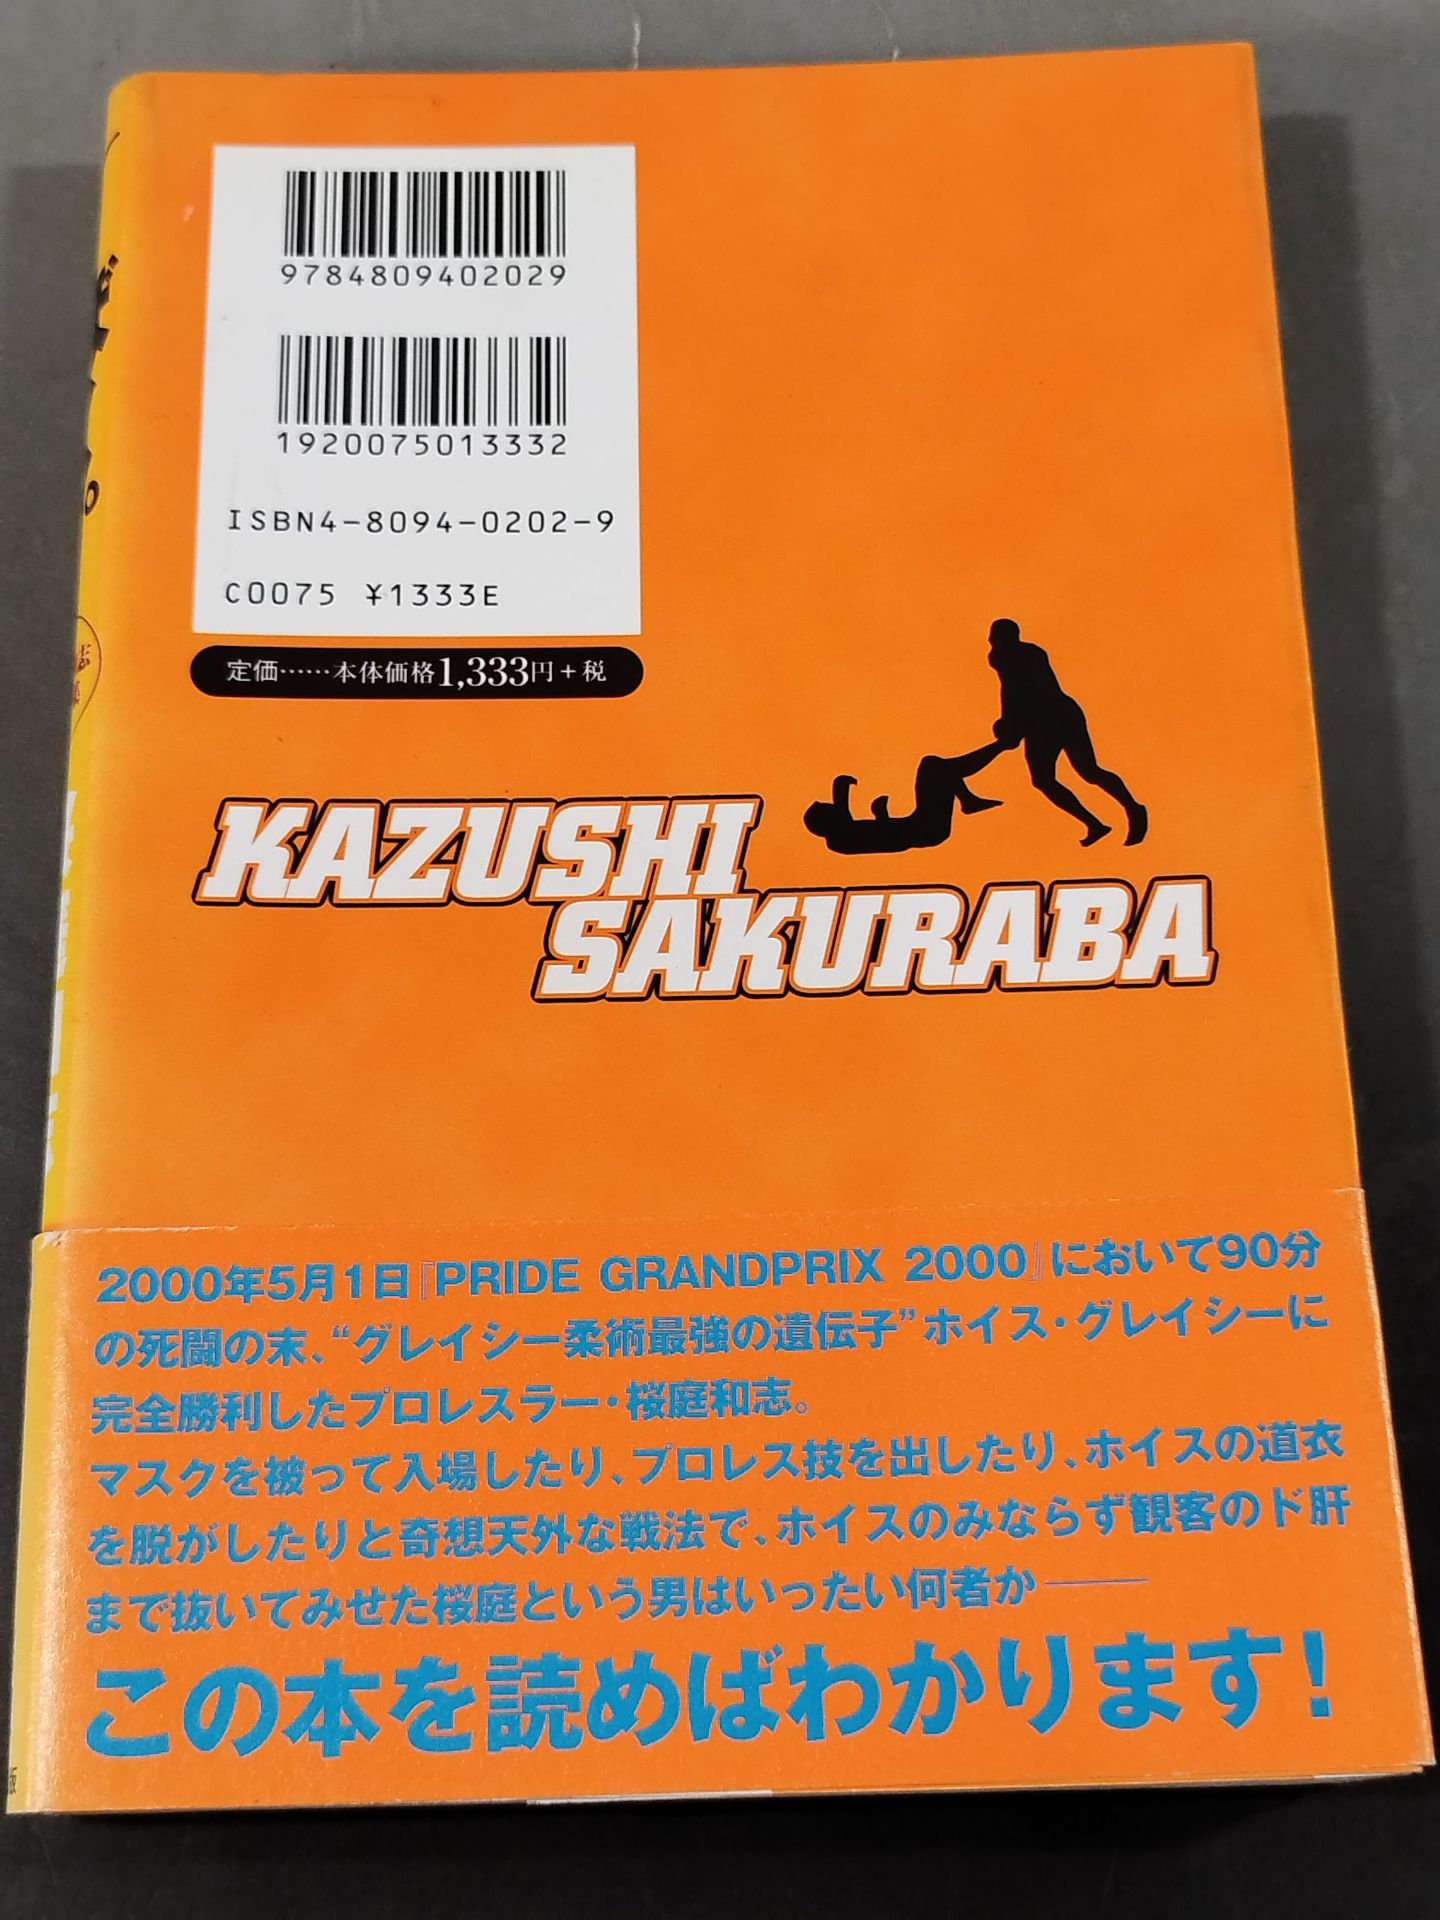 9784809402029
1920075013332
ISBN4-8094-0202-9
C0075 ¥1333E
定価……本体価格1,333円+税
KAZUSHI
SAKURABA
2000年5月1日『PRIDE GRANDPRIX 2000』において90分
の死闘の末、“グレイシー柔術最強の遺伝子”ホイス・グレイシーに
完全勝利したプロレスラー・桜庭和志。
マスクを被って入場したり、プロレス技を出したり、ホイスの道衣
を脱がしたりと奇想天外な戦法で、ホイスのみならず観客のド肝
まで抜いてみせた桜庭という男はいったい何者か――
この本を読めばわかります!